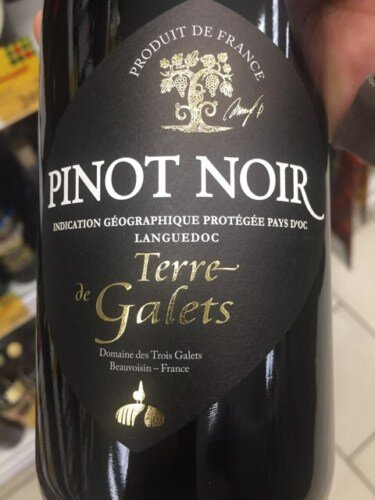 PRODUIT DE FRANCE
PINOT NOIR
INDICATION GÉOGRAPHIQUE PROTÉGÉE PAYS D'OC
LANGUEDOC
Terre
de Galets
Domaine des Trois Galets
Beauvoisin – France